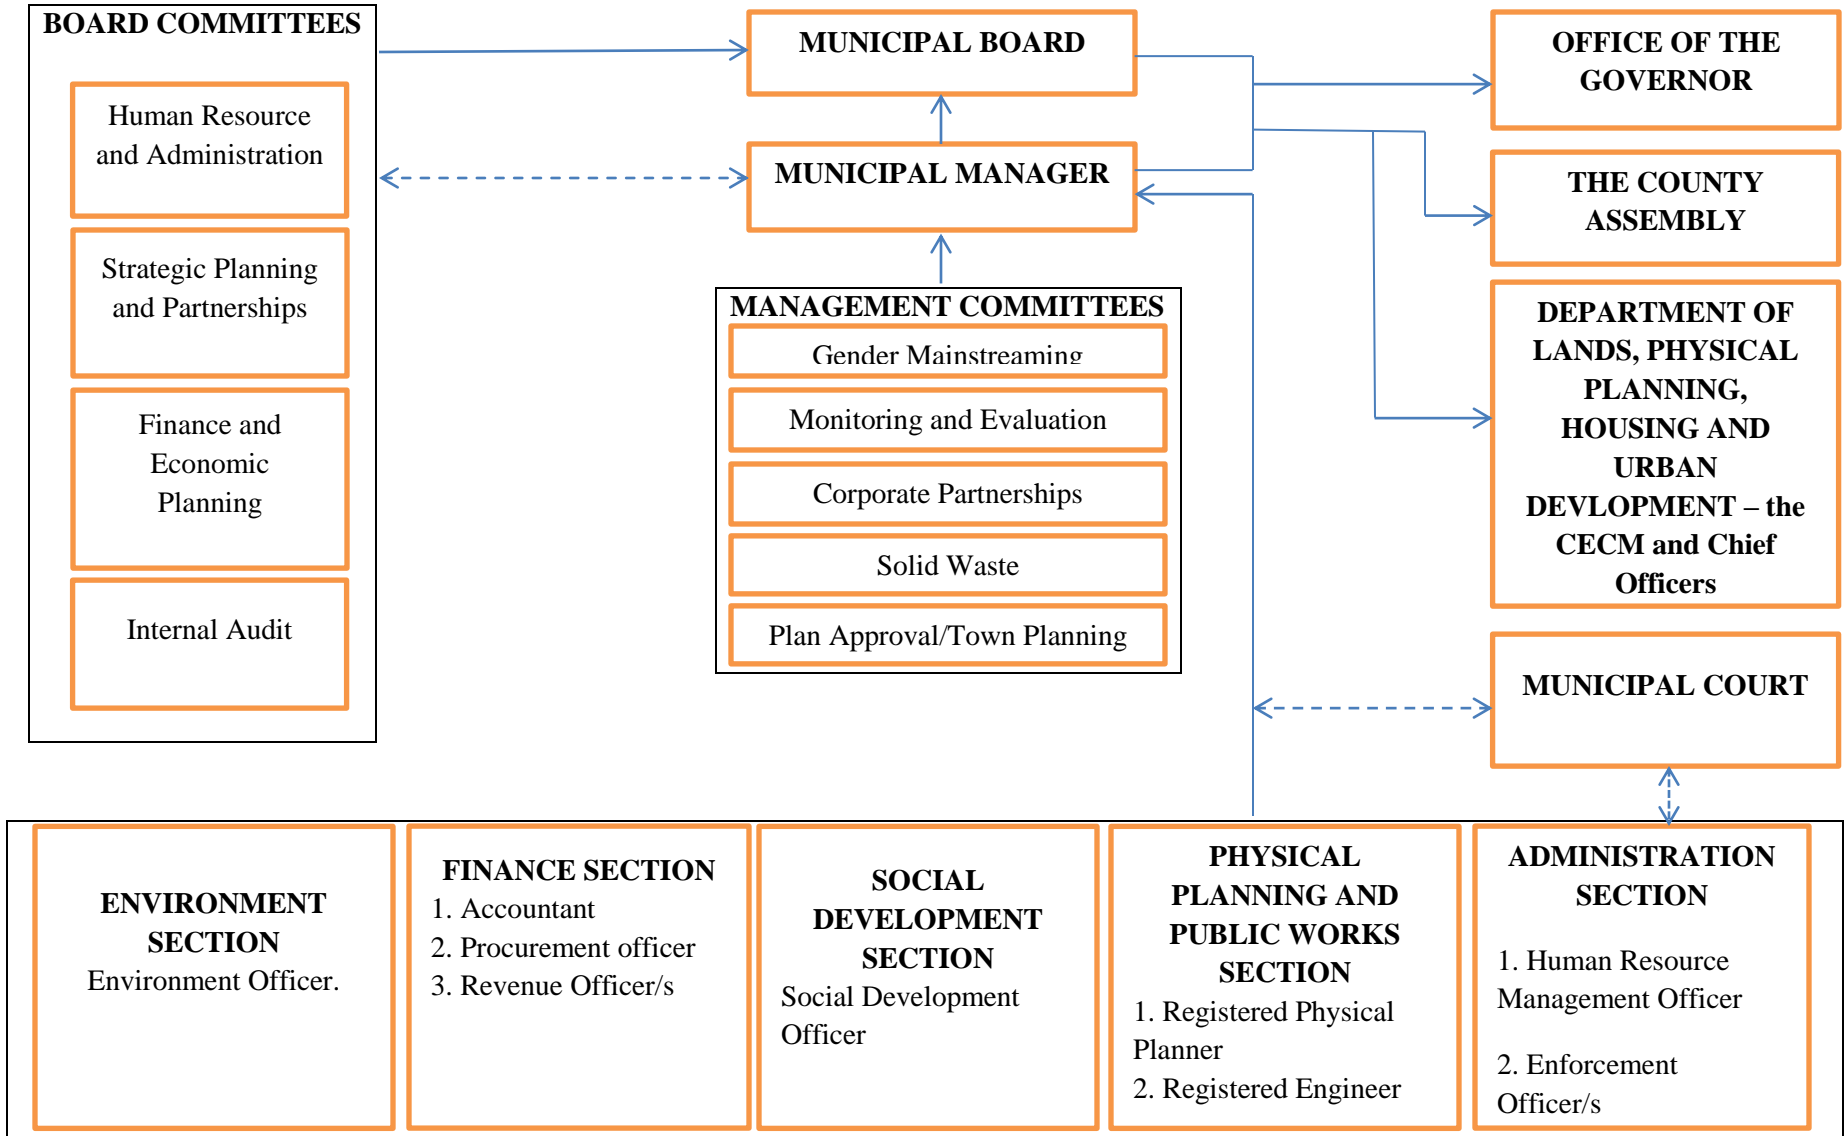 BOARD COMMITTEES
Human Resource
and Administration
Strategic Planning
and Partnerships
Finance and
Economic
Planning
Internal Audit
MUNICIPAL BOARD
MUNICIPAL MANAGER
MANAGEMENT COMMITTEES
Gender Mainstreaming
Monitoring and Evaluation
Corporate Partnerships
Solid Waste
Plan Approval/Town Planning
OFFICE OF THE
GOVERNOR
THE COUNTY
ASSEMBLY
DEPARTMENT OF
LANDS, PHYSICAL
PLANNING,
HOUSING AND
URBAN
DEVLOPMENT – the
CECM and Chief
Officers
MUNICIPAL COURT
ENVIRONMENT
SECTION
Environment Officer.
FINANCE SECTION
1. Accountant
2. Procurement officer
3. Revenue Officer/s
SOCIAL
DEVELOPMENT
SECTION
Social Development
Officer
PHYSICAL
PLANNING AND
PUBLIC WORKS
SECTION
1. Registered Physical
Planner
2. Registered Engineer
ADMINISTRATION
SECTION
1. Human Resource
Management Officer
2. Enforcement
Officer/s